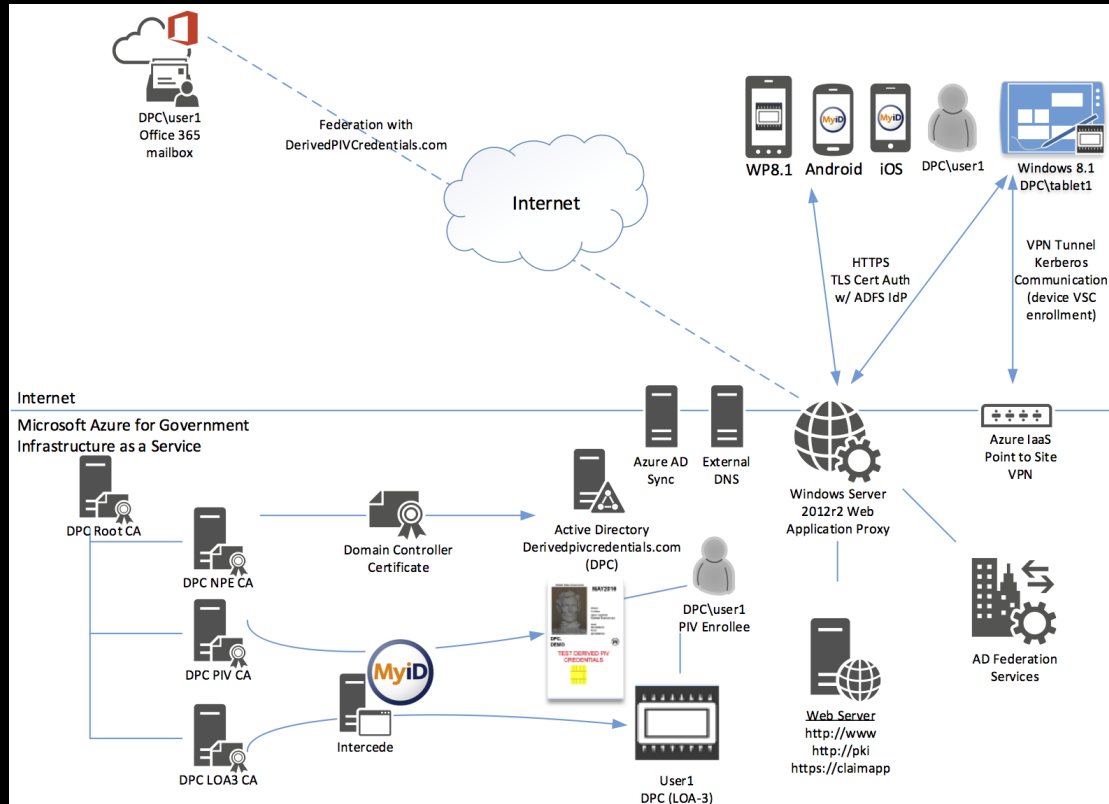 DPC\user1
Office 365
mailbox
Federation with
DerivedPIVCredentials.com
Internet
MyiD
MyiD
WP8.1
Android
iOS
DPC\user1
Windows 8.1
DPC\tablet1
HTTPS
TLS Cert Auth
w/ ADFS IdP
VPN Tunnel
Kerberos
Communication
(device VSC
enrollment)
Internet
Microsoft Azure for Government
Infrastructure as a Service
Azure AD
Sync
External
DNS
Windows Server
2012r2 Web
Application Proxy
Azure IaaS
Point to Site
VPN
DPC Root CA
DPC NPE CA
Domain Controller
Certificate
Active Directory
Derivedpivcredentials.com
(DPC)
MAY2016
DPC,
DEMO
TEST DERIVED PIV
CREDENTIALS
DPC\user1
PIV Enrollee
DPC PIV CA
MyiD
Intercede
DPC LOA3 CA
User1
DPC (LOA-3)
Web Server
http://www
http://pki
https://claimapp
AD Federation
Services